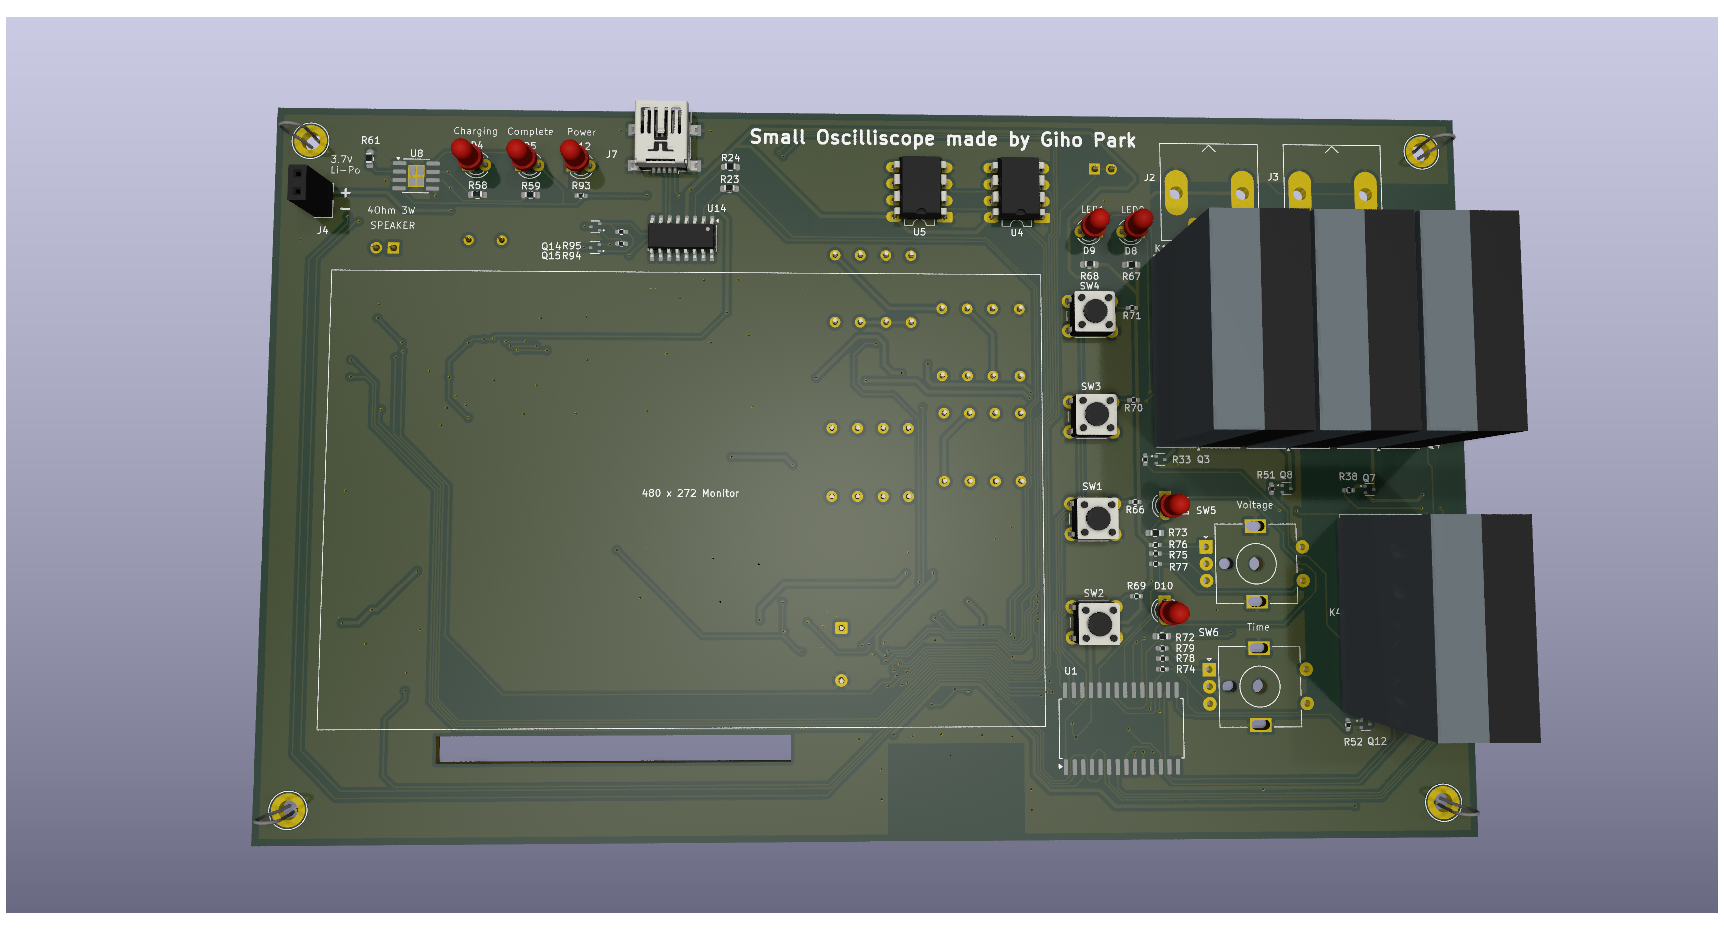 Small Oscilliscope made by Giho Park
Charging
Complete
Power
R61
U8
J7
R24
3.7v
Li-Po
R58
R59
R93
R23
+
-
J4
40hm 3W
SPEAKER
U14
Q14R95
Q15R94
U5
U4
J2
J3
D9
D8
R68
R67
SW4
R71
SW3
R70
R33 Q3
R51 Q8
R38 Q7
480 x 272 Monitor
SW1
R66
SW5
Voltage
R73
R76
R75
R77
R69
D10
SW2
SW6
Time
R72
R79
R78
R74
U1
R52 Q12